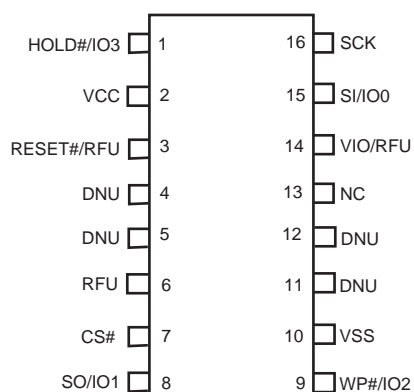 HOLD#/IO3 1 16 SCK
VCC 2 15 SI/IO0
RESET#/RFU 3 14 VIO/RFU
DNU 4 13 NC
DNU 5 12 DNU
RFU 6 11 DNU
CS# 7 10 VSS
SO/IO1 8 9 WP#/IO2